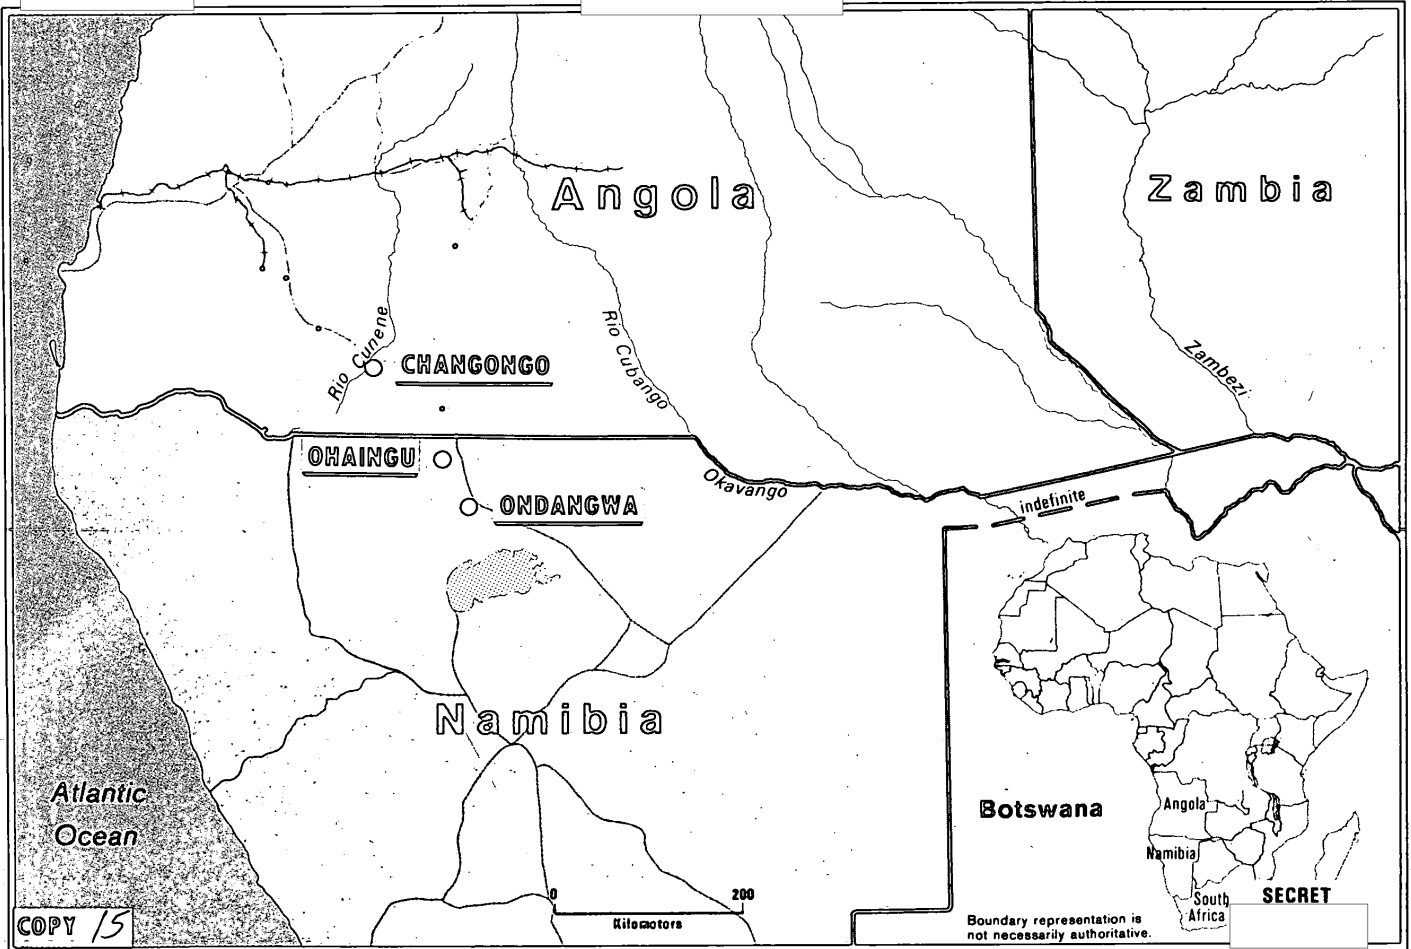 Angola
Zambia
Rio Cunene
CHANGONGO
Rio Cubango
Zambezi
OHAINGU
ONDANGWA
Okavango
indefinite
Namibia
Atlantic
Ocean
Botswana
Angola
Namibia
South
Africa
SECRET
0 200
Kilometers
Boundary representation is
not necessarily authoritative.
COPY 15